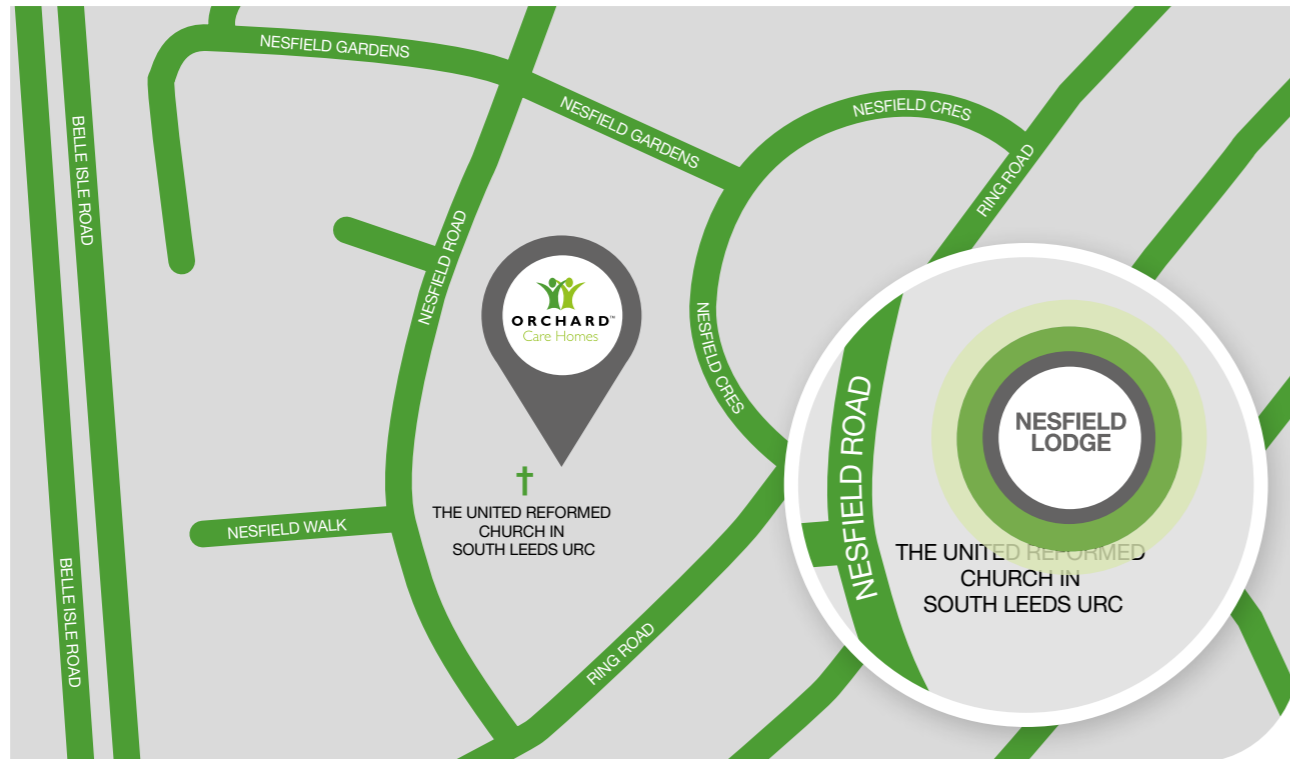 NESFIELD GARDENS
NESFIELD GARDENS
NESFIELD CRES
BELLE ISLE ROAD
RING ROAD
NESFIELD ROAD
ORCHARD™
Care Homes
NESFIELD CRES
NESFIELD ROAD
NESFIELD
LODGE
THE UNITED REFORMED
CHURCH IN
SOUTH LEEDS URC
NESFIELD WALK
THE UNITED REFORMED
CHURCH IN
SOUTH LEEDS URC
BELLE ISLE ROAD
RING ROAD